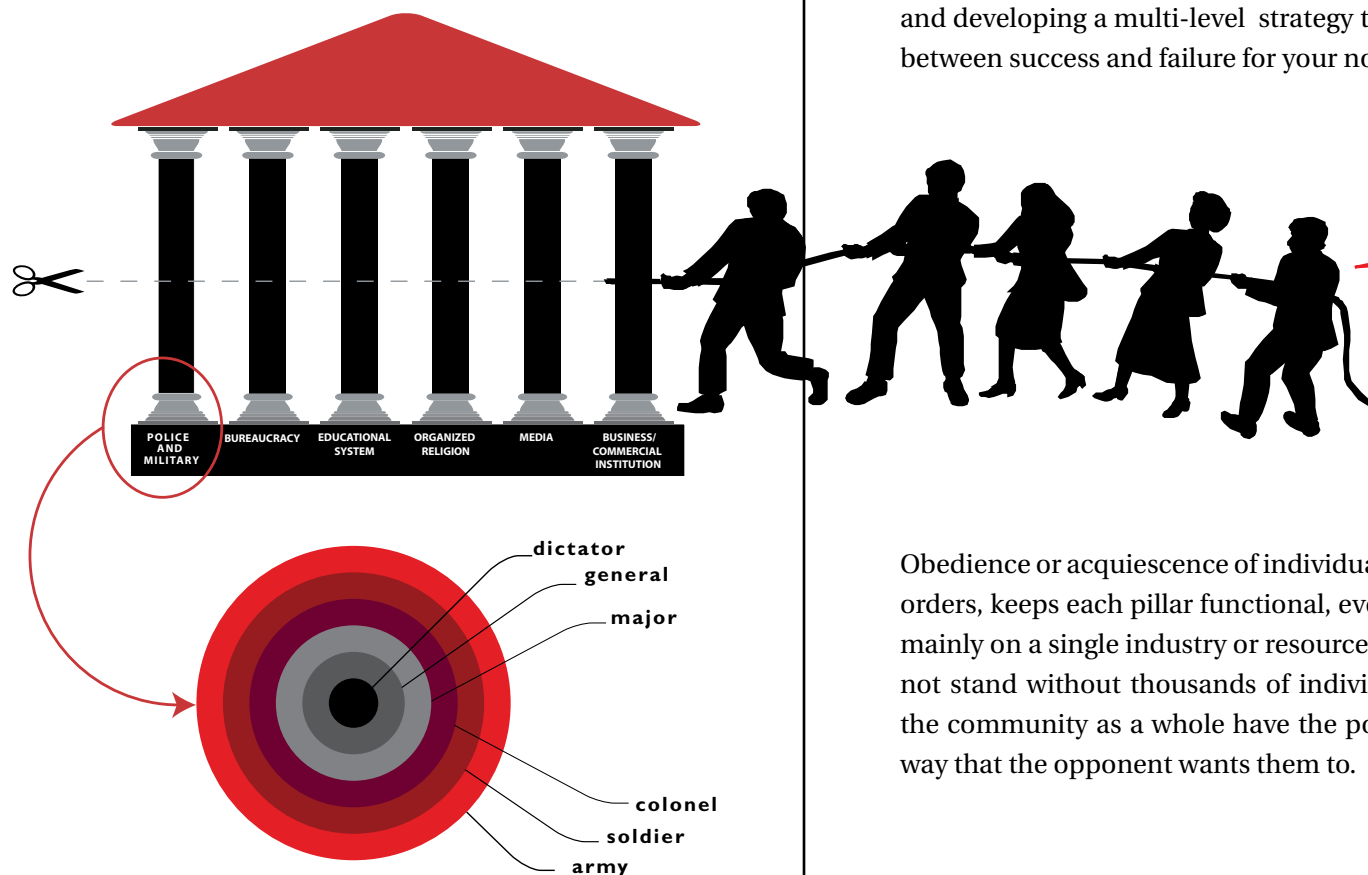 and developing a multi-level strategy t
between success and failure for your no
POLICE
AND
MILITARY
BUREAUCRACY
EDUCATIONAL
SYSTEM
ORGANIZED
RELIGION
MEDIA
BUSINESS/
COMMERCIAL
INSTITUTION
dictator
general
major
colonel
soldier
army
Obedience or acquiescence of individua
orders, keeps each pillar functional, eve
mainly on a single industry or resource
not stand without thousands of indivi
the community as a whole have the po
way that the opponent wants them to.